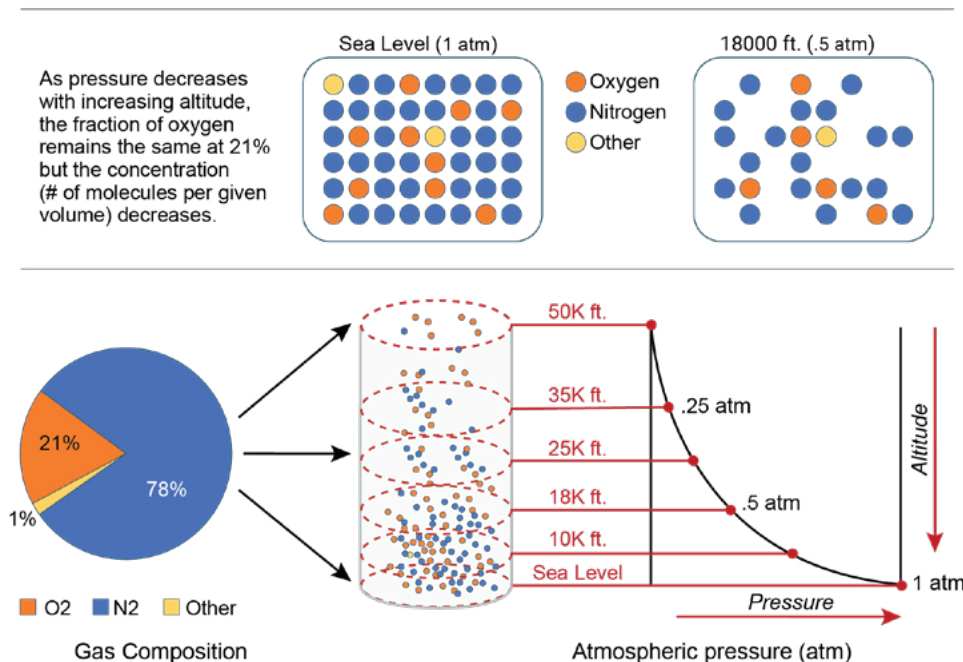 Sea Level (1 atm)
18000 ft. (.5 atm)
As pressure decreases
with increasing altitude,
the fraction of oxygen
remains the same at 21%
but the concentration
(# of molecules per given
volume) decreases.
Oxygen
Nitrogen
Other
50K ft.
35K ft.
.25 atm
25K ft.
18K ft.
.5 atm
10K ft.
Sea Level
1 atm
Altitude
Pressure
21%
78%
1%
O2
N2
Other
Gas Composition
Atmospheric pressure (atm)